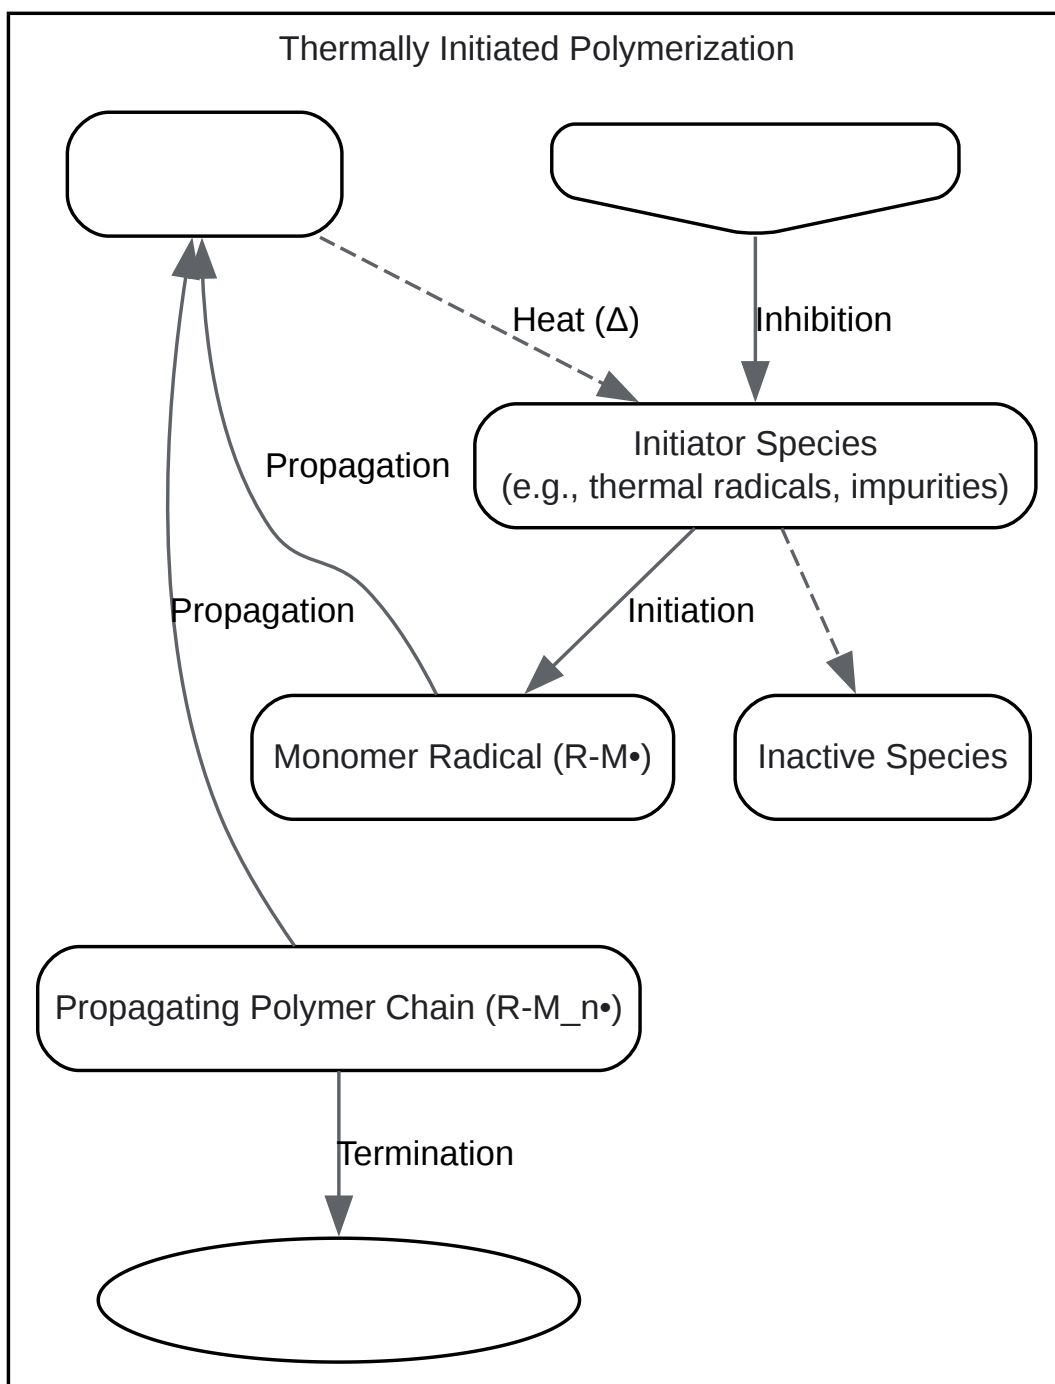 Thermally Initiated Polymerization
Heat (Δ)
Inhibition
Propagation
Initiator Species
(e.g., thermal radicals, impurities)
Propagation
Initiation
Monomer Radical (R-M•)
Inactive Species
Propagating Polymer Chain (R-M_n•)
Termination